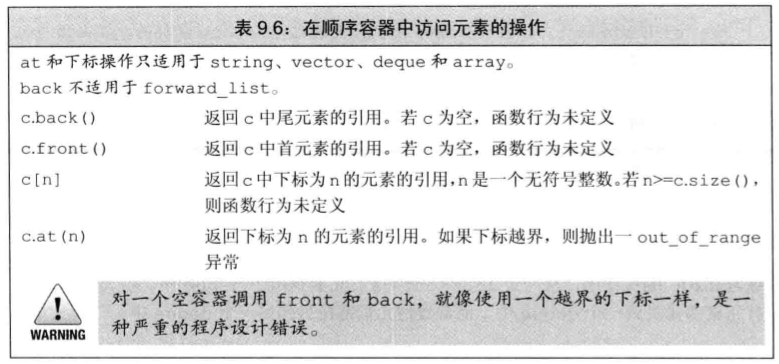 表 9.6：在顺序容器中访问元素的操作
at 和下标操作只适用于 string、vector、deque 和 array。
back 不适用于 forward_list。
c.back() 返回 c 中尾元素的引用。若 c 为空，函数行为未定义
c.front() 返回 c 中首元素的引用。若 c 为空，函数行为未定义
c[n] 返回 c 中下标为 n 的元素的引用，n 是一个无符号整数。若 n>=c.size()，
则函数行为未定义
c.at(n) 返回下标为 n 的元素的引用。如果下标越界，则抛出一 out_of_range
异常
对一个空容器调用 front 和 back，就像使用一个越界的下标一样，是一
种严重的程序设计错误。
WARNING